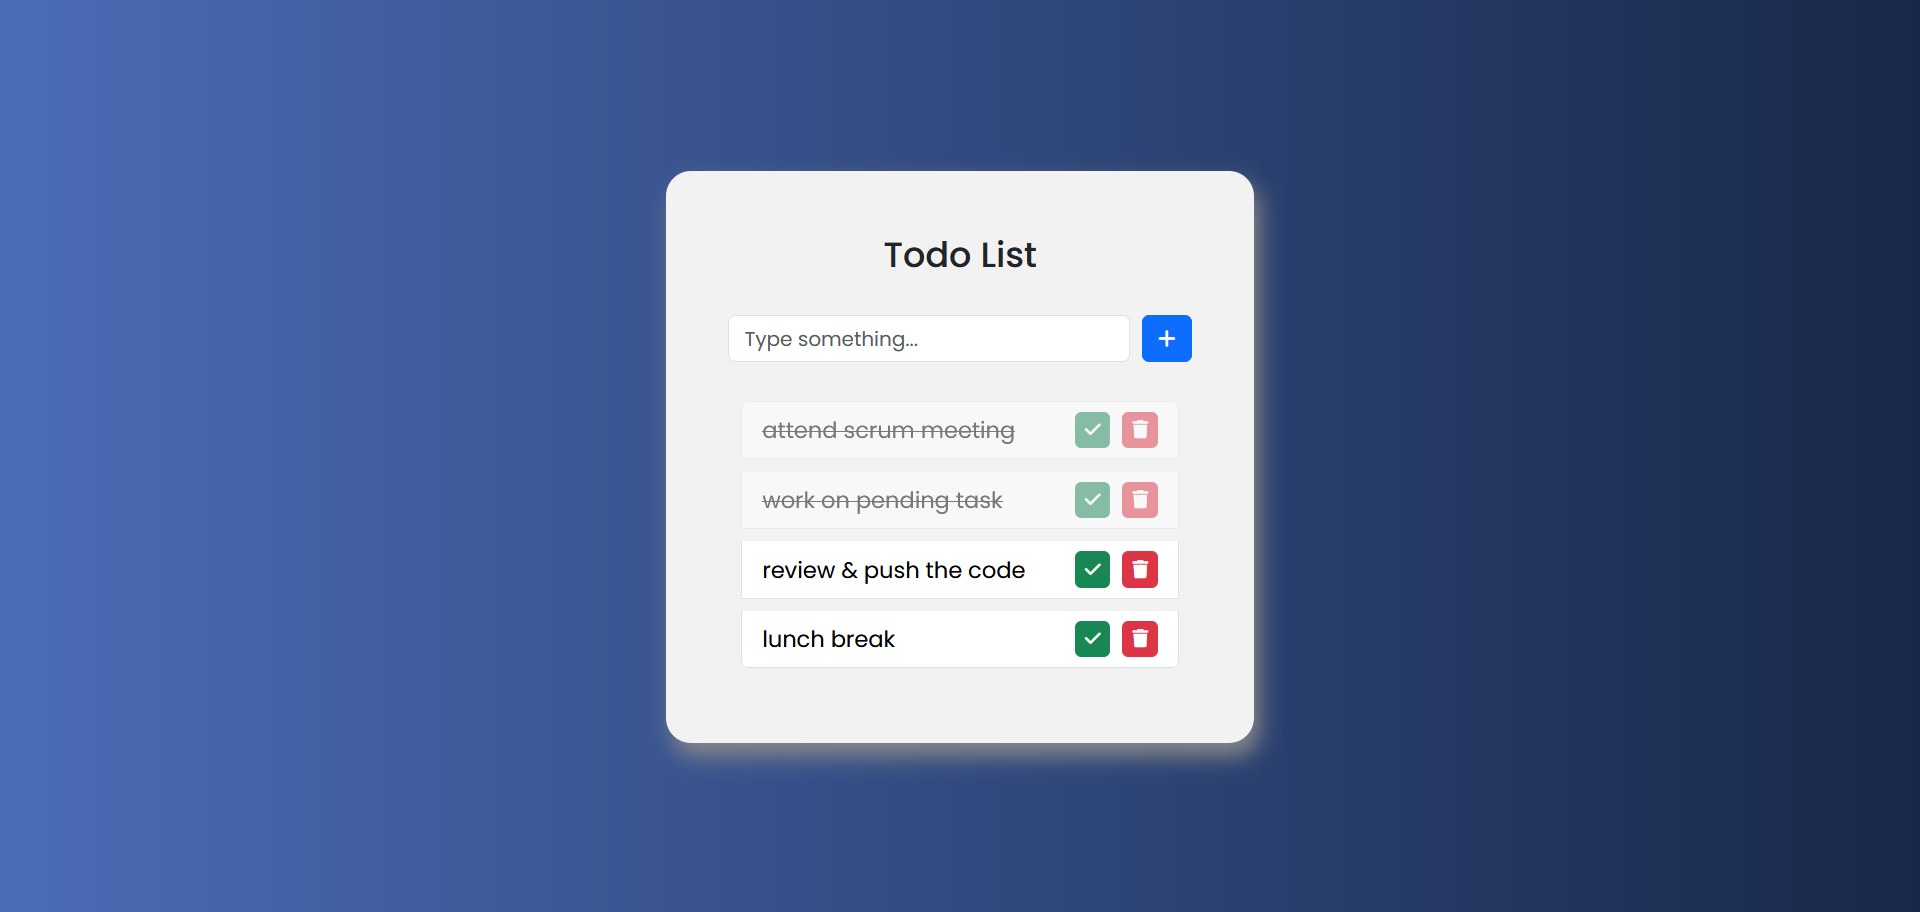 Todo List
Type something...
attend scrum meeting
work on pending task
review & push the code
lunch break